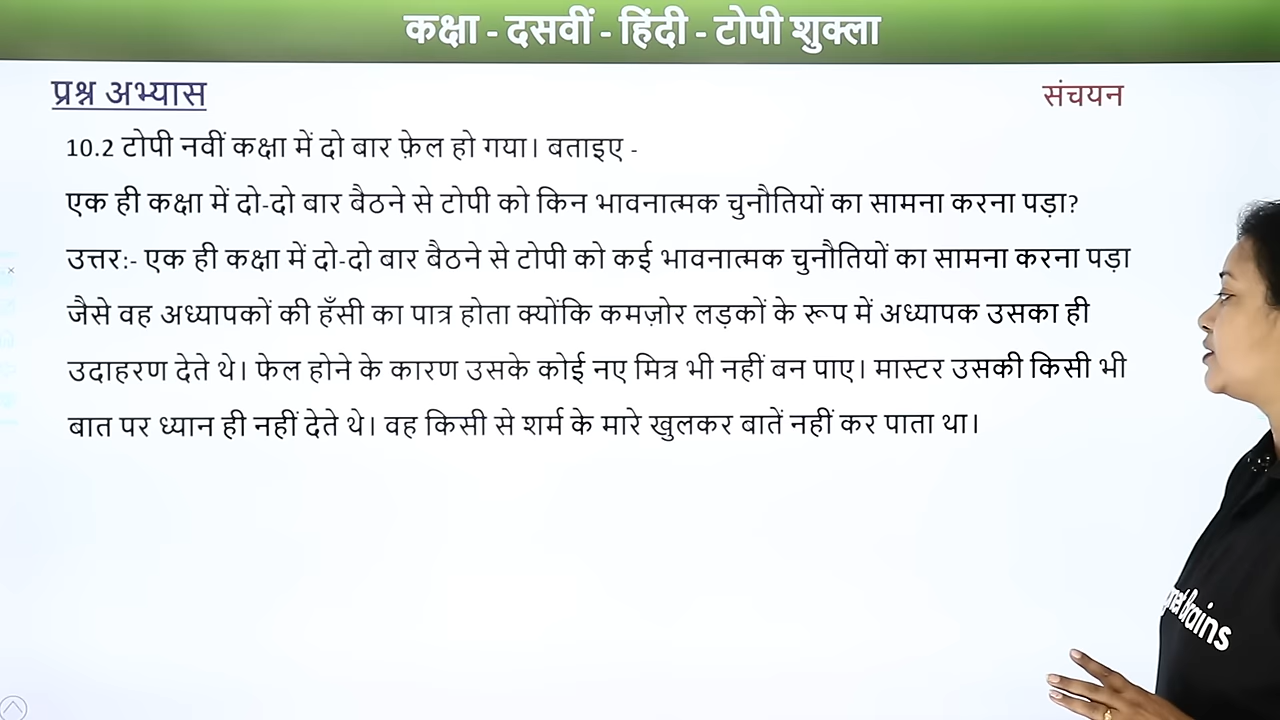 कक्षा - दसवीं - हिंदी - टोपी शुक्ला
प्रश्न अभ्यास
संचयन
10.2 टोपी नवीं कक्षा में दो बार फ़ेल हो गया। बताइए -
एक ही कक्षा में दो-दो बार बैठने से टोपी को किन भावनात्मक चुनौतियों का सामना करना पड़ा?
उत्तर:- एक ही कक्षा में दो-दो बार बैठने से टोपी को कई भावनात्मक चुनौतियों का सामना करना पड़ा
जैसे वह अध्यापकों की हँसी का पात्र होता क्योंकि कमज़ोर लड़कों के रूप में अध्यापक उसका ही
उदाहरण देते थे। फेल होने के कारण उसके कोई नए मित्र भी नहीं बन पाए। मास्टर उसकी किसी भी
बात पर ध्यान ही नहीं देते थे। वह किसी से शर्म के मारे खुलकर बातें नहीं कर पाता था।
Brains